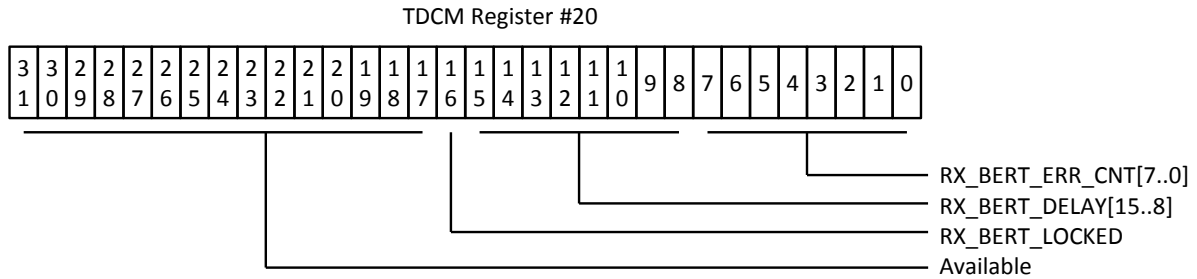 TDCM Register #20
31 30 29 28 27 26 25 24 23 22 21 20 19 18 17 16 15 14 13 12 11 10 9 8 7 6 5 4 3 2 1 0
RX_BERT_ERR_CNT[7..0]
RX_BERT_DELAY[15..8]
RX_BERT_LOCKED
Available